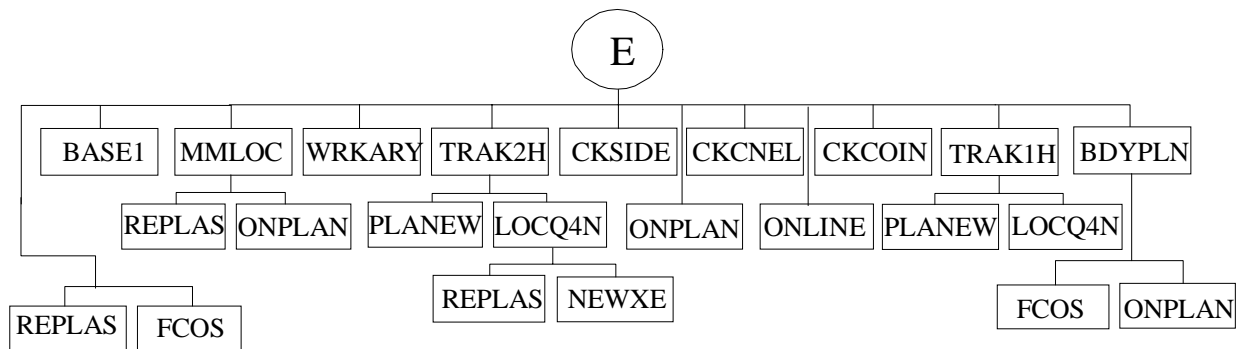 E
BASE1 MMLOC WRKARY TRAK2H CKSIDE CKCNEL CKCOIN TRAK1H BDYPLN
REPLAS ONPLAN PLANEW LOCQ4N ONPLAN ONLINE PLANEW LOCQ4N
REPLAS FCOS REPLAS NEWXE FCOS ONPLAN